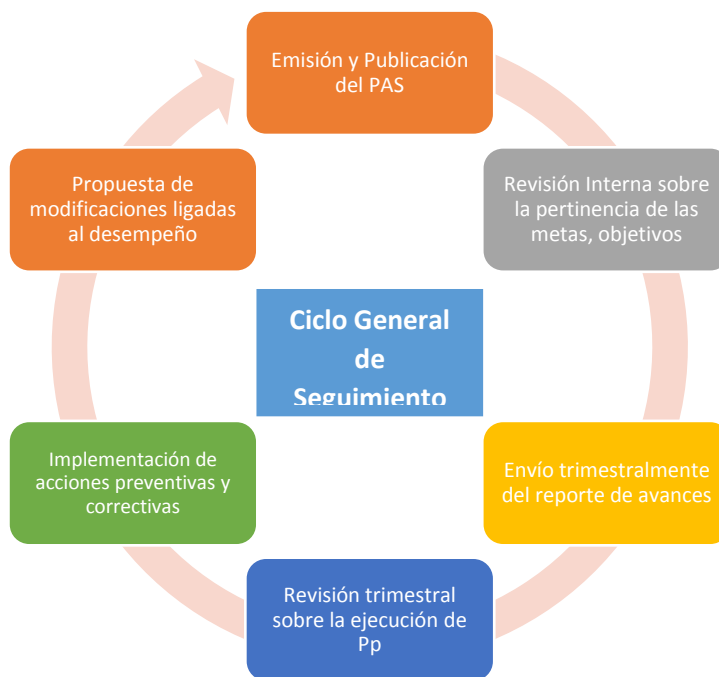 Emisión y Publicación
del PAS
Revisión Interna sobre
la pertinencia de las
metas, objetivos
Envío trimestralmente
del reporte de avances
Revisión trimestral
sobre la ejecución de
Pp
Implementación de
acciones preventivas y
correctivas
Propuesta de
modificaciones ligadas
al desempeño
Ciclo General
de
Seguimiento